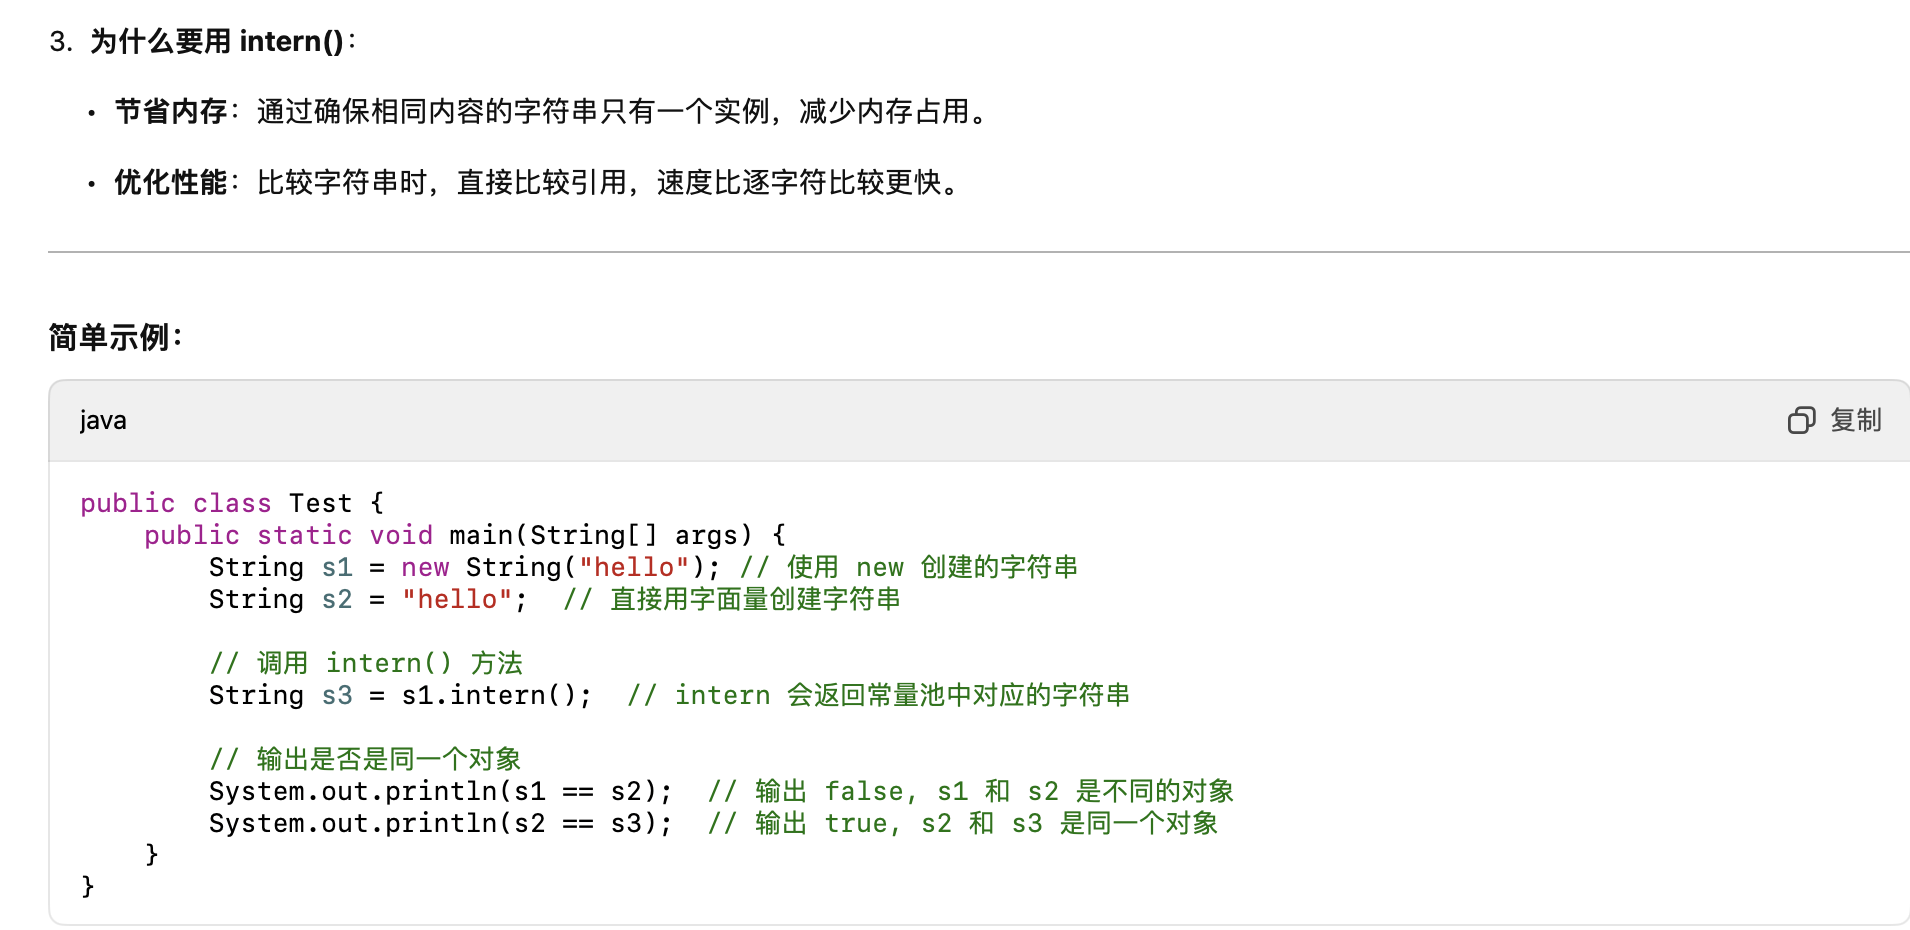 3. 为什么要用 intern()：
• 节省内存：通过确保相同内容的字符串只有一个实例，减少内存占用。
• 优化性能：比较字符串时，直接比较引用，速度比逐字符比较更快。
简单示例：
java
复制
public class Test {
    public static void main(String[] args) {
        String s1 = new String("hello"); // 使用 new 创建的字符串
        String s2 = "hello";  // 直接用字面量创建字符串
        // 调用 intern() 方法
        String s3 = s1.intern();  // intern 会返回常量池中对应的字符串
        // 输出是否是同一个对象
        System.out.println(s1 == s2);  // 输出 false, s1 和 s2 是不同的对象
        System.out.println(s2 == s3);  // 输出 true, s2 和 s3 是同一个对象
    }
}